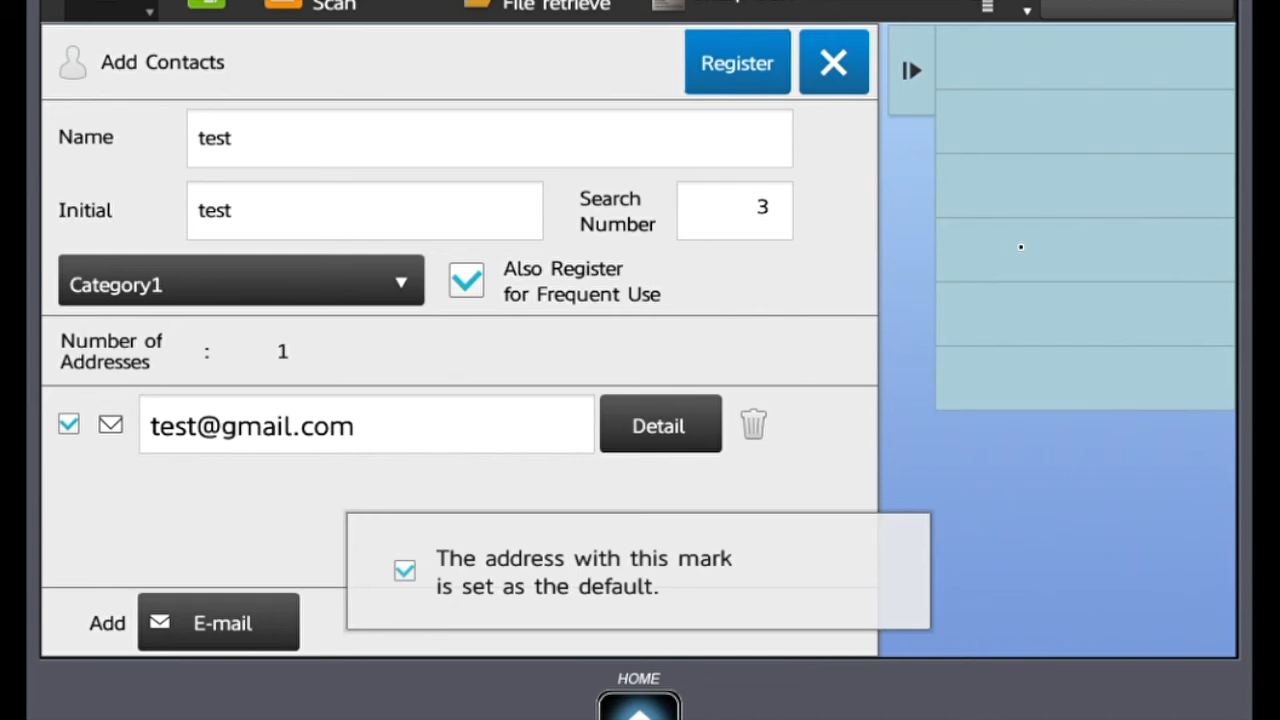 Scan
File retrieve
Add Contacts
Register
Name
test
Initial
test
Search
Number
3
Category1
Also Register
for Frequent Use
Number of
Addresses
:
1
test@gmail.com
Detail
The address with this mark
is set as the default.
Add
E-mail
HOME